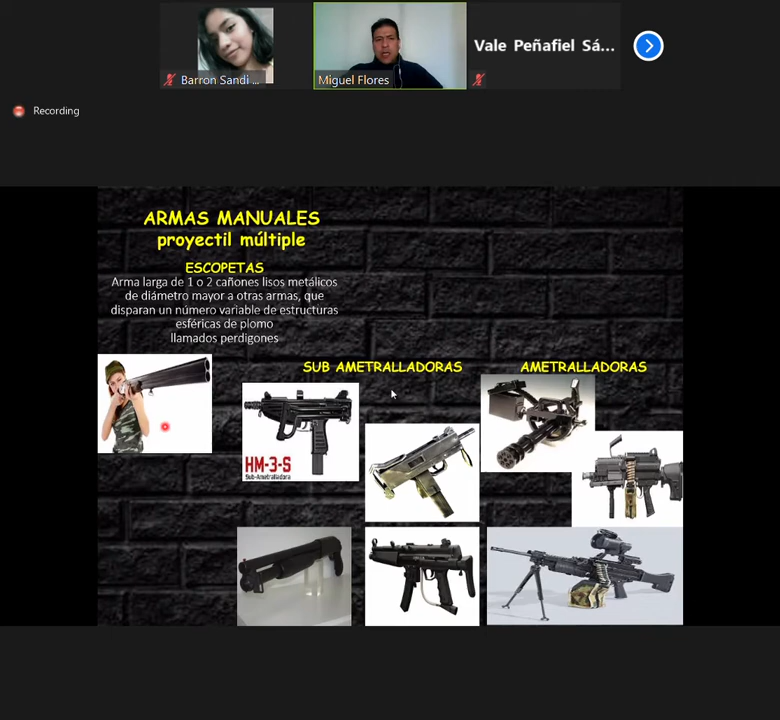 Barron Sandi ...
Miguel Flores
Vale Peñafiel Sá...
Recording
ARMAS MANUALES
proyectil múltiple
ESCOPETAS
Arma larga de 1 o 2 cañones lisos metálicos
de diámetro mayor a otras armas, que
disparan un número variable de estructuras
esféricas de plomo
llamados perdigones
SUB AMETRALLADORAS
AMETRALLADORAS
HM-3-S
Sub-Ametralladora